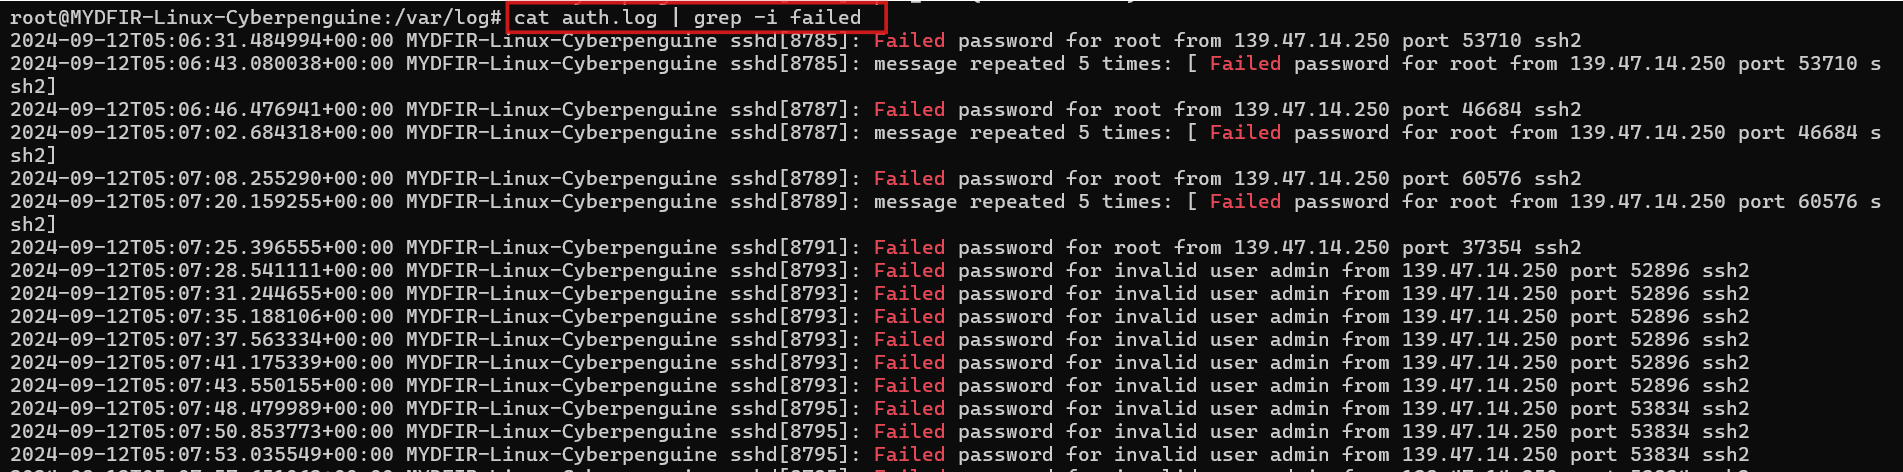 root@MYDFIR-Linux-Cyberpenguine:/var/log# cat auth.log | grep -i failed
2024-09-12T05:06:31.484994+00:00 MYDFIR-Linux-Cyberpenguine sshd[8785]: Failed password for root from 139.47.14.250 port 53710 ssh2
2024-09-12T05:06:43.080038+00:00 MYDFIR-Linux-Cyberpenguine sshd[8785]: message repeated 5 times: [ Failed password for root from 139.47.14.250 port 53710 s
sh2]
2024-09-12T05:06:46.476941+00:00 MYDFIR-Linux-Cyberpenguine sshd[8787]: Failed password for root from 139.47.14.250 port 46684 ssh2
2024-09-12T05:07:02.684318+00:00 MYDFIR-Linux-Cyberpenguine sshd[8787]: message repeated 5 times: [ Failed password for root from 139.47.14.250 port 46684 s
sh2]
2024-09-12T05:07:08.255290+00:00 MYDFIR-Linux-Cyberpenguine sshd[8789]: Failed password for root from 139.47.14.250 port 60576 ssh2
2024-09-12T05:07:20.159255+00:00 MYDFIR-Linux-Cyberpenguine sshd[8789]: message repeated 5 times: [ Failed password for root from 139.47.14.250 port 60576 s
sh2]
2024-09-12T05:07:25.396555+00:00 MYDFIR-Linux-Cyberpenguine sshd[8791]: Failed password for root from 139.47.14.250 port 37354 ssh2
2024-09-12T05:07:28.541111+00:00 MYDFIR-Linux-Cyberpenguine sshd[8793]: Failed password for invalid user admin from 139.47.14.250 port 52896 ssh2
2024-09-12T05:07:31.244655+00:00 MYDFIR-Linux-Cyberpenguine sshd[8793]: Failed password for invalid user admin from 139.47.14.250 port 52896 ssh2
2024-09-12T05:07:35.188106+00:00 MYDFIR-Linux-Cyberpenguine sshd[8793]: Failed password for invalid user admin from 139.47.14.250 port 52896 ssh2
2024-09-12T05:07:37.563334+00:00 MYDFIR-Linux-Cyberpenguine sshd[8793]: Failed password for invalid user admin from 139.47.14.250 port 52896 ssh2
2024-09-12T05:07:41.175339+00:00 MYDFIR-Linux-Cyberpenguine sshd[8793]: Failed password for invalid user admin from 139.47.14.250 port 52896 ssh2
2024-09-12T05:07:43.550155+00:00 MYDFIR-Linux-Cyberpenguine sshd[8793]: Failed password for invalid user admin from 139.47.14.250 port 52896 ssh2
2024-09-12T05:07:48.479989+00:00 MYDFIR-Linux-Cyberpenguine sshd[8795]: Failed password for invalid user admin from 139.47.14.250 port 53834 ssh2
2024-09-12T05:07:50.853773+00:00 MYDFIR-Linux-Cyberpenguine sshd[8795]: Failed password for invalid user admin from 139.47.14.250 port 53834 ssh2
2024-09-12T05:07:53.035549+00:00 MYDFIR-Linux-Cyberpenguine sshd[8795]: Failed password for invalid user admin from 139.47.14.250 port 53834 ssh2